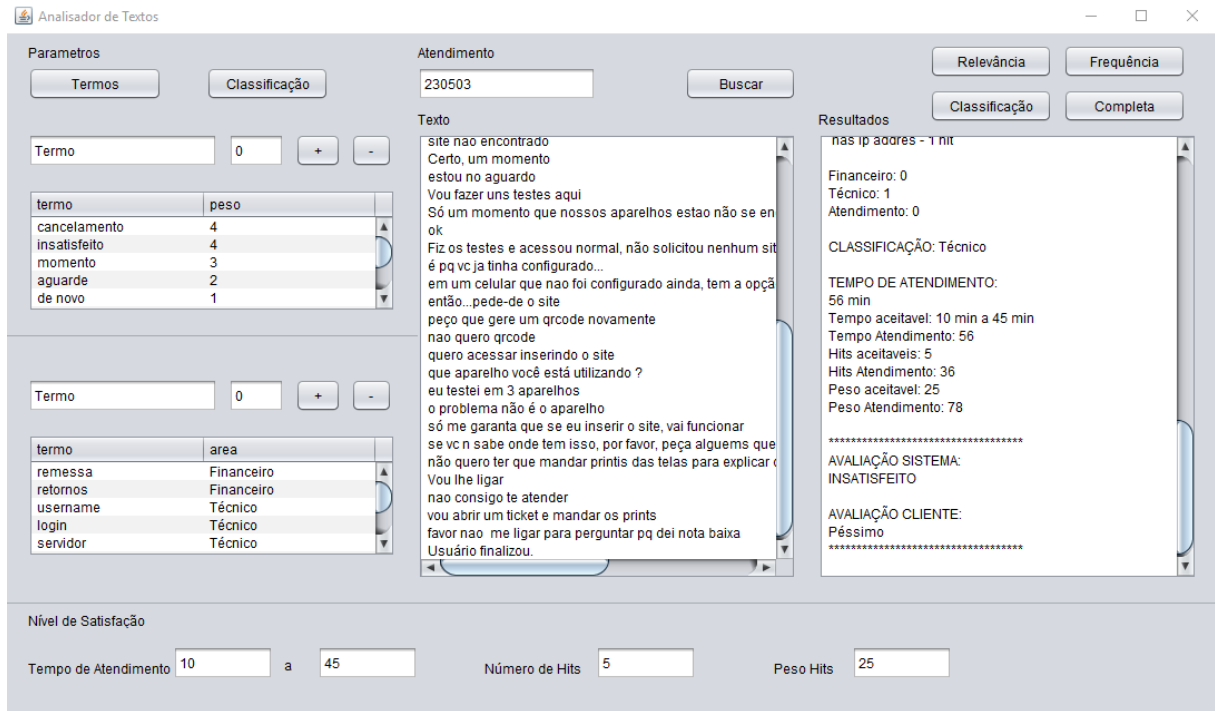 Analisador de Textos
Parametros
Termos
Classificação
Termo
0
+
-
termo peso
cancelamento 4
insatisfeito 4
momento 3
aguarde 2
de novo 1
Termo
0
+
-
termo area
remessa Financeiro
retornos Financeiro
username Técnico
login Técnico
servidor Técnico
Atendimento
230503
Buscar
Texto
site não encontrado
Certo, um momento
estou no aguardo
Vou fazer uns testes aqui
Só um momento que nossos aparelhos estao não se en
ok
Fiz os testes e acessou normal, não solicitou nenhum sit
é pq vc ja tinha configurado...
em um celular que nao foi configurado ainda, tem a opçã
então...pede-de o site
peço que gere um qrcode novamente
nao quero qrcode
quero acessar inserindo o site
que aparelho você está utilizando ?
eu testei em 3 aparelhos
o problema não é o aparelho
só me garanta que se eu inserir o site, vai funcionar
se vc n sabe onde tem isso, por favor, peça alguems que
não quero ter que mandar printis das telas para explicar
Vou lhe ligar
nao consigo te atender
vou abrir um ticket e mandar os prints
favor nao me ligar para perguntar pq dei nota baixa
Usuário finalizou.
Relevância
Frequência
Classificação
Completa
Resultados
nas ip addres - 1 hit
Financeiro: 0
Técnico: 1
Atendimento: 0
CLASSIFICAÇÃO: Técnico
TEMPO DE ATENDIMENTO:
56 min
Tempo aceitavel: 10 min a 45 min
Tempo Atendimento: 56
Hits aceitaveis: 5
Hits Atendimento: 36
Peso aceitavel: 25
Peso Atendimento: 78
***********************************
AVALIAÇÃO SISTEMA:
INSATISFEITO
AVALIAÇÃO CLIENTE:
Péssimo
***********************************
Nível de Satisfação
Tempo de Atendimento 10 a 45 Número de Hits 5 Peso Hits 25